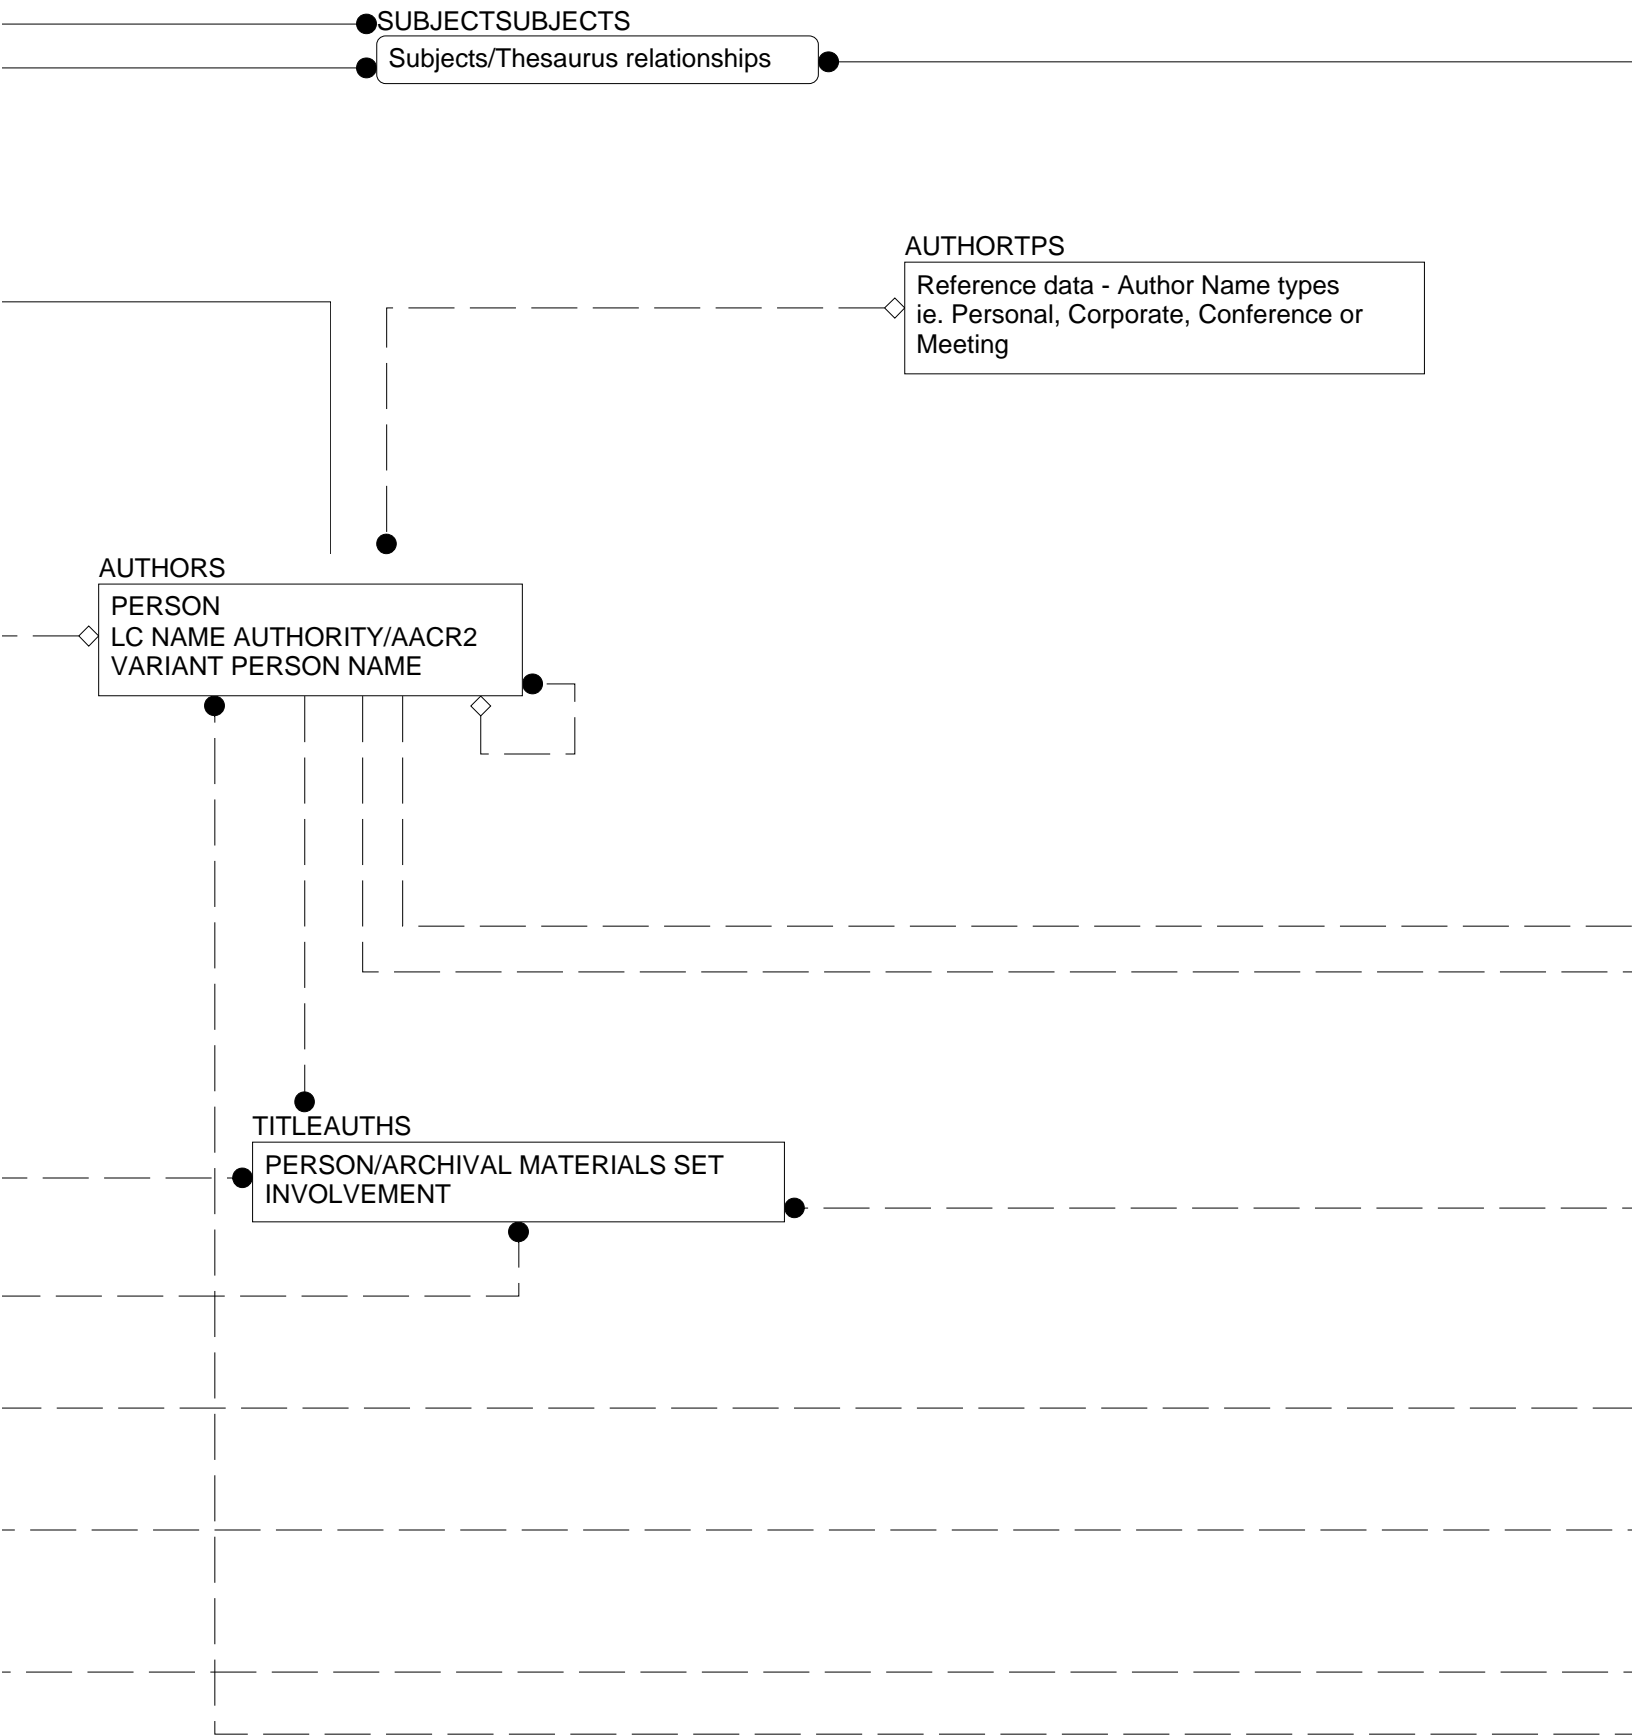 SUBJECTSUBJECTS
Subjects/Thesaurus relationships
AUTHORTPS
Reference data - Author Name types
ie. Personal, Corporate, Conference or
Meeting
AUTHORS
PERSON
LC NAME AUTHORITY/AACR2
VARIANT PERSON NAME
TITLEAUTHS
PERSON/ARCHIVAL MATERIALS SET
INVOLVEMENT